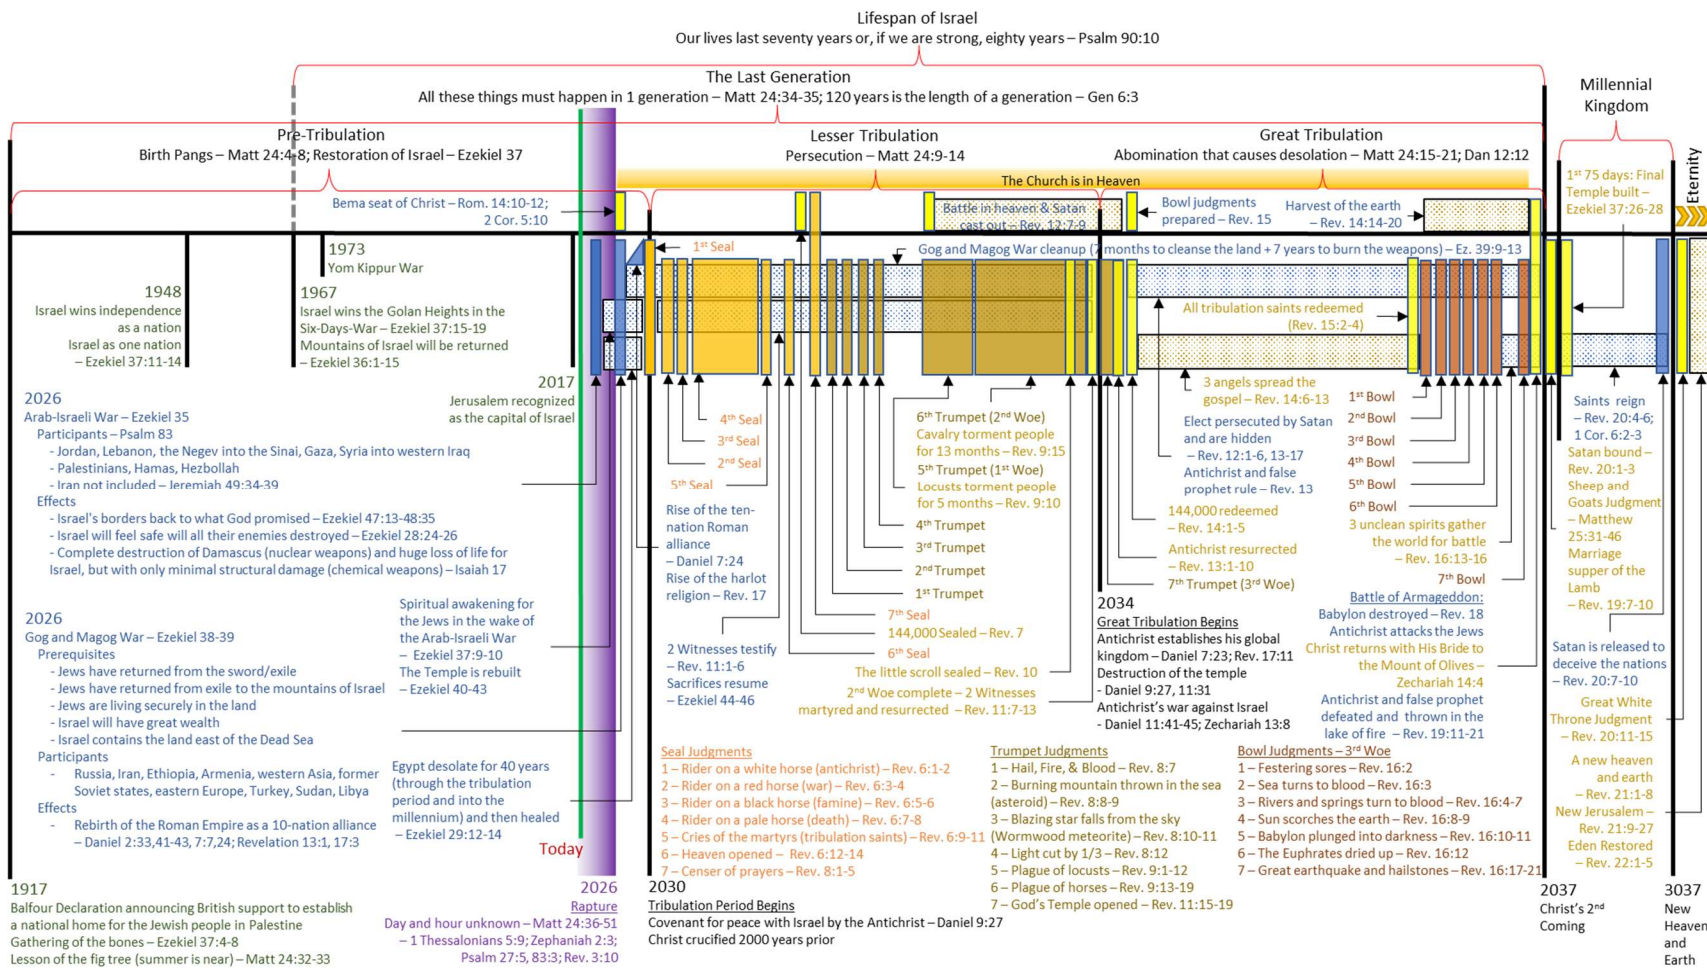 Lifespan of Israel
Our lives last seventy years or, if we are strong, eighty years – Psalm 90:10
The Last Generation
All these things must happen in 1 generation – Matt 24:34-35; 120 years is the length of a generation – Gen 6:3
Millennial
Kingdom
Pre-Tribulation
Birth Pangs – Matt 24:4-8; Restoration of Israel – Ezekiel 37
Lesser Tribulation
Persecution – Matt 24:9-14
Great Tribulation
Abomination that causes desolation – Matt 24:15-21; Dan 12:12
The Church is in Heaven
1st 75 days: Final
Temple built –
Ezekiel 37:26-28
Eternity
Bema seat of Christ – Rom. 14:10-12;
2 Cor. 5:10
Battle in heaven & Satan
cast out – Rev. 12:7-9
Bowl judgments
prepared – Rev. 15
Harvest of the earth
– Rev. 14:14-20
1st Seal
Gog and Magog War cleanup (7 months to cleanse the land + 7 years to burn the weapons) – Ez. 39:9-13
1973
Yom Kippur War
1948
Israel wins independence
as a nation
Israel as one nation
– Ezekiel 37:11-14
1967
Israel wins the Golan Heights in the
Six-Days-War – Ezekiel 37:15-19
Mountains of Israel will be returned
– Ezekiel 36:1-15
2017
Jerusalem recognized
as the capital of Israel
All tribulation saints redeemed
(Rev. 15:2-4)
2026
Arab-Israeli War – Ezekiel 35
Participants – Psalm 83
- Jordan, Lebanon, the Negev into the Sinai, Gaza, Syria into western Iraq
- Palestinians, Hamas, Hezbollah
- Iran not included – Jeremiah 49:34-39
Effects
- Israel's borders back to what God promised – Ezekiel 47:13-48:35
- Israel will feel safe will all their enemies destroyed – Ezekiel 28:24-26
- Complete destruction of Damascus (nuclear weapons) and huge loss of life for
Israel, but with only minimal structural damage (chemical weapons) – Isaiah 17
2026
Gog and Magog War – Ezekiel 38-39
Prerequisites
- Jews have returned from the sword/exile
- Jews have returned from exile to the mountains of Israel
- Jews are living securely in the land
- Israel will have great wealth
- Israel contains the land east of the Dead Sea
Participants
- Russia, Iran, Ethiopia, Armenia, western Asia, former
Soviet states, eastern Europe, Turkey, Sudan, Libya
Effects
- Rebirth of the Roman Empire as a 10-nation alliance
– Daniel 2:33,41-43, 7:7,24; Revelation 13:1, 17:3
Spiritual awakening for
the Jews in the wake of
the Arab-Israeli War
– Ezekiel 37:9-10
The Temple is rebuilt
– Ezekiel 40-43
Egypt desolate for 40 years
(through the tribulation
period and into the
millennium) and then healed
– Ezekiel 29:12-14
Today
4th Seal
3rd Seal
2nd Seal
5th Seal
Rise of the ten-
nation Roman
alliance
– Daniel 7:24
Rise of the harlot
religion – Rev. 17
2 Witnesses testify
– Rev. 11:1-6
Sacrifices resume
– Ezekiel 44-46
6th Trumpet (2nd Woe)
Cavalry torment people
for 13 months – Rev. 9:15
5th Trumpet (1st Woe)
Locusts torment people
for 5 months – Rev. 9:10
4th Trumpet
3rd Trumpet
2nd Trumpet
1st Trumpet
7th Seal
144,000 Sealed – Rev. 7
6th Seal
The little scroll sealed – Rev. 10
2nd Woe complete – 2 Witnesses
martyred and resurrected – Rev. 11:7-13
3 angels spread the
gospel – Rev. 14:6-13
Elect persecuted by Satan
and are hidden
– Rev. 12:1-6, 13-17
Antichrist and false
prophet rule – Rev. 13
144,000 redeemed
– Rev. 14:1-5
Antichrist resurrected
– Rev. 13:1-10
7th Trumpet (3rd Woe)
2034
Great Tribulation Begins
Antichrist establishes his global
kingdom – Daniel 7:23; Rev. 17:11
Destruction of the temple
- Daniel 9:27, 11:31
Antichrist's war against Israel
- Daniel 11:41-45; Zechariah 13:8
1st Bowl
2nd Bowl
3rd Bowl
4th Bowl
5th Bowl
6th Bowl
3 unclean spirits gather
the world for battle
– Rev. 16:13-16
7th Bowl
Battle of Armageddon:
Babylon destroyed – Rev. 18
Antichrist attacks the Jews
Christ returns with His Bride to
the Mount of Olives –
Zechariah 14:4
Antichrist and false prophet
defeated and thrown in the
lake of fire – Rev. 19:11-21
Saints reign
– Rev. 20:4-6;
1 Cor. 6:2-3
Satan bound –
Rev. 20:1-3
Sheep and
Goats Judgment
– Matthew
25:31-46
Marriage
supper of the
Lamb
– Rev. 19:7-10
Satan is released to
deceive the nations
– Rev. 20:7-10
Great White
Throne Judgment
– Rev. 20:11-15
A new heaven
and earth
– Rev. 21:1-8
New Jerusalem –
Rev. 21:9-27
Eden Restored
– Rev. 22:1-5
Seal Judgments
1 – Rider on a white horse (antichrist) – Rev. 6:1-2
2 – Rider on a red horse (war) – Rev. 6:3-4
3 – Rider on a black horse (famine) – Rev. 6:5-6
4 – Rider on a pale horse (death) – Rev. 6:7-8
5 – Cries of the martyrs (tribulation saints) – Rev. 6:9-11
6 – Heaven opened – Rev. 6:12-14
7 – Censer of prayers – Rev. 8:1-5
Trumpet Judgments
1 – Hail, Fire, & Blood – Rev. 8:7
2 – Burning mountain thrown in the sea
(asteroid) – Rev. 8:8-9
3 – Blazing star falls from the sky
(Wormwood meteorite) – Rev. 8:10-11
4 – Light cut by 1/3 – Rev. 8:12
5 – Plague of locusts – Rev. 9:1-12
6 – Plague of horses – Rev. 9:13-19
7 – God's Temple opened – Rev. 11:15-19
Bowl Judgments – 3rd Woe
1 – Festering sores – Rev. 16:2
2 – Sea turns to blood – Rev. 16:3
3 – Rivers and springs turn to blood – Rev. 16:4-7
4 – Sun scorches the earth – Rev. 16:8-9
5 – Babylon plunged into darkness – Rev. 16:10-11
6 – The Euphrates dried up – Rev. 16:12
7 – Great earthquake and hailstones – Rev. 16:17-21
1917
Balfour Declaration announcing British support to establish
a national home for the Jewish people in Palestine
Gathering of the bones – Ezekiel 37:4-8
Lesson of the fig tree (summer is near) – Matt 24:32-33
2026
Rapture
Day and hour unknown – Matt 24:36-51
– 1 Thessalonians 5:9; Zephaniah 2:3;
Psalm 27:5, 83:3; Rev. 3:10
2030
Tribulation Period Begins
Covenant for peace with Israel by the Antichrist – Daniel 9:27
Christ crucified 2000 years prior
2037
Christ's 2nd
Coming
3037
New
Heaven
and
Earth